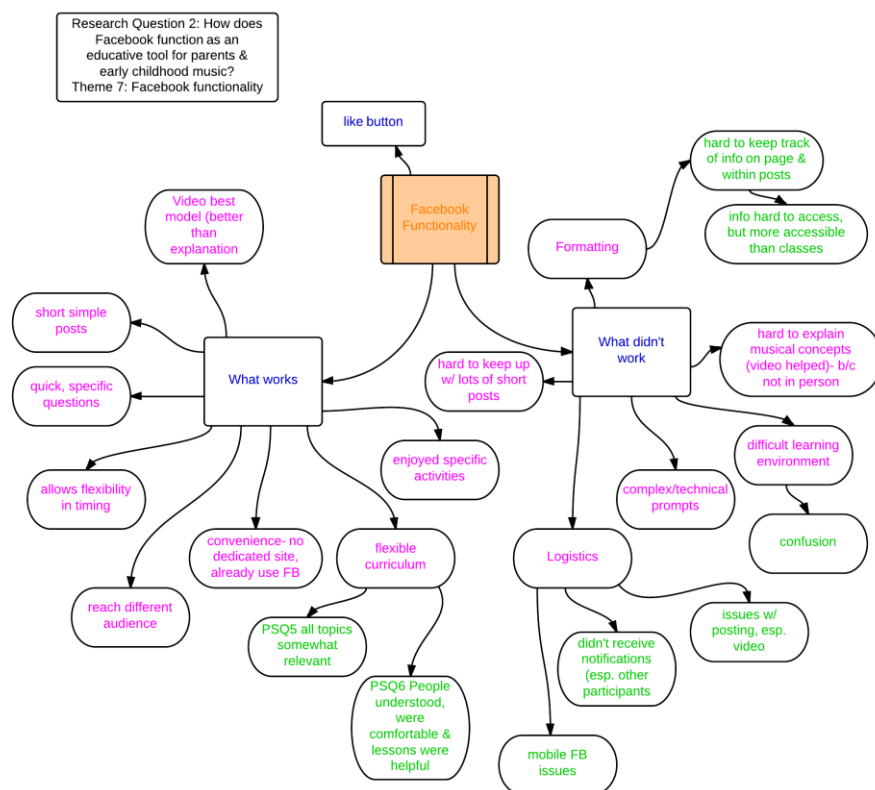 Research Question 2: How does
Facebook function as an
educative tool for parents &
early childhood music?
Theme 7: Facebook functionality
like button
Facebook
Functionality
hard to keep track
of info on page &
within posts
info hard to access,
but more accessible
than classes
Formatting
Video best
model (better
than
explanation
short simple
posts
quick, specific
questions
What works
What didn't
work
hard to keep up
w/ lots of short
posts
hard to explain
musical concepts
(video helped)- b/c
not in person
allows flexibility
in timing
enjoyed specific
activities
difficult learning
environment
complex/technical
prompts
confusion
convenience- no
dedicated site,
already use FB
flexible
curriculum
Logistics
reach different
audience
PSQ5 all topics
somewhat
relevant
PSQ6 People
understood,
were
comfortable &
lessons were
helpful
didn't receive
notifications
(esp. other
participants
issues w/
posting, esp.
video
mobile FB
issues